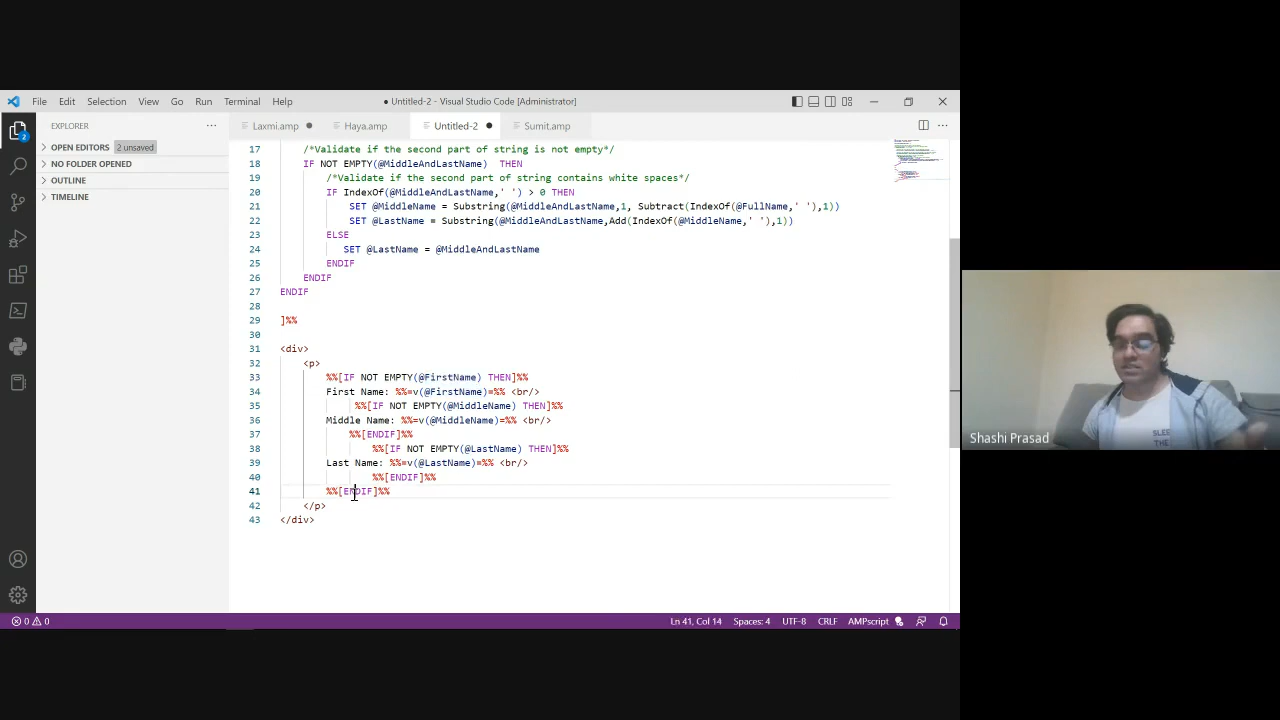 File Edit Selection View Go Run Terminal Help
● Untitled-2 - Visual Studio Code [Administrator]
EXPLORER
Laxmi.amp
Haya.amp
Untitled-2
Sumit.amp
OPEN EDITORS 2 unsaved
NO FOLDER OPENED
OUTLINE
TIMELINE
2
17 /*Validate if the second part of string is not empty*/
18 IF NOT EMPTY(@MiddleAndLastName) THEN
19 /*Validate if the second part of string contains white spaces*/
20 IF IndexOf(@MiddleAndLastName,' ') > 0 THEN
21 SET @MiddleName = Substring(@MiddleAndLastName,1, Subtract(IndexOf(@FullName,' '),1))
22 SET @LastName = Substring(@MiddleAndLastName,Add(IndexOf(@MiddleName,' '),1))
23 ELSE
24 SET @LastName = @MiddleAndLastName
25 ENDIF
26 ENDIF
27 ENDIF
28
29 ]%%
30
31 <div>
32 <p>
33 %%[IF NOT EMPTY(@FirstName) THEN]%%
34 First Name: %%=v(@FirstName)=%% <br/>
35 %%[IF NOT EMPTY(@MiddleName) THEN]%%
36 Middle Name: %%=v(@MiddleName)=%% <br/>
37 %%[ENDIF]%%
38 %%[IF NOT EMPTY(@LastName) THEN]%%
39 Last Name: %%=v(@LastName)=%% <br/>
40 %%[ENDIF]%%
41 %%[ENDIF]%%
42 </p>
43 </div>
0 0
Ln 41, Col 14 Spaces: 4 UTF-8 CRLF AMPscript
Shashi Prasad
SLEE
THE